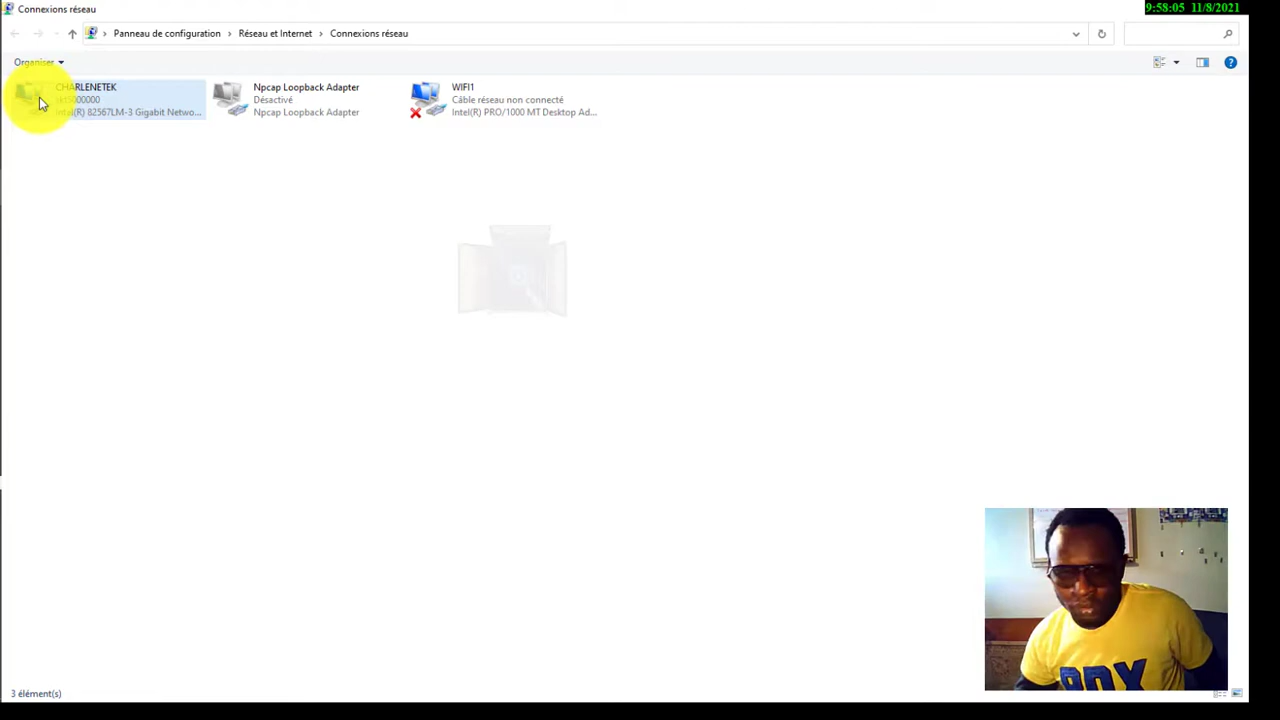 Connexions réseau
9:58:05 11/8/2021
Panneau de configuration
Réseau et Internet
Connexions réseau
Organiser
CHARLENETEK
Intel(R) 82567LM-3 Gigabit Netwo...
Npcap Loopback Adapter
Désactivé
Npcap Loopback Adapter
WIFI1
Câble réseau non connecté
Intel(R) PRO/1000 MT Desktop Ad...
3 élément(s)